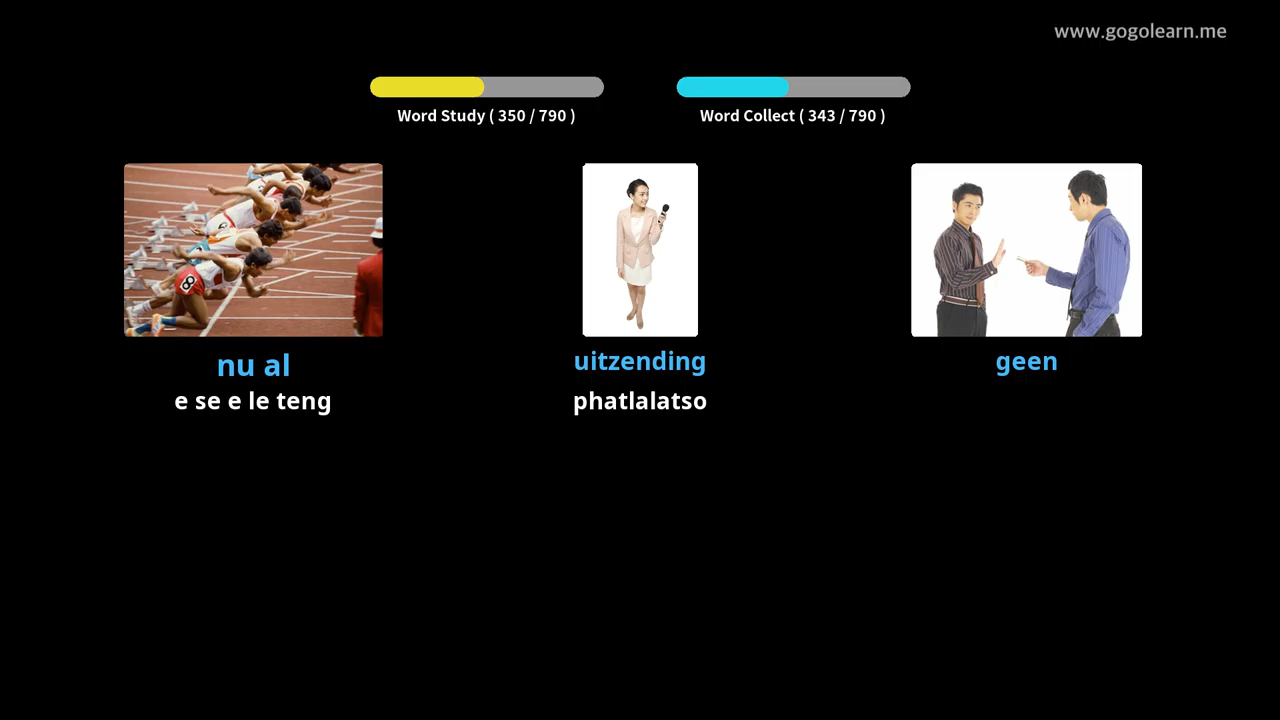 www.gogolearn.me
Word Study ( 350 / 790 )
Word Collect ( 343 / 790 )
8
nu al
uitzending
geen
e se e le teng
phatlalatso